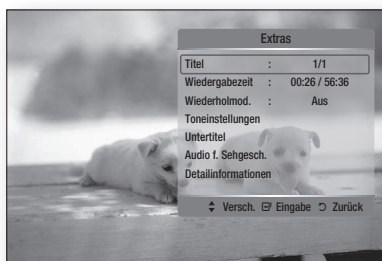 Extras
Titel : 1/1
Wiedergabezeit : 00:26 / 56:36
Wiederholmod. : Aus
Toneinstellungen
Untertitel
Audio f. Sehgesch.
Detailinformationen
Versch. Eingabe Zurück